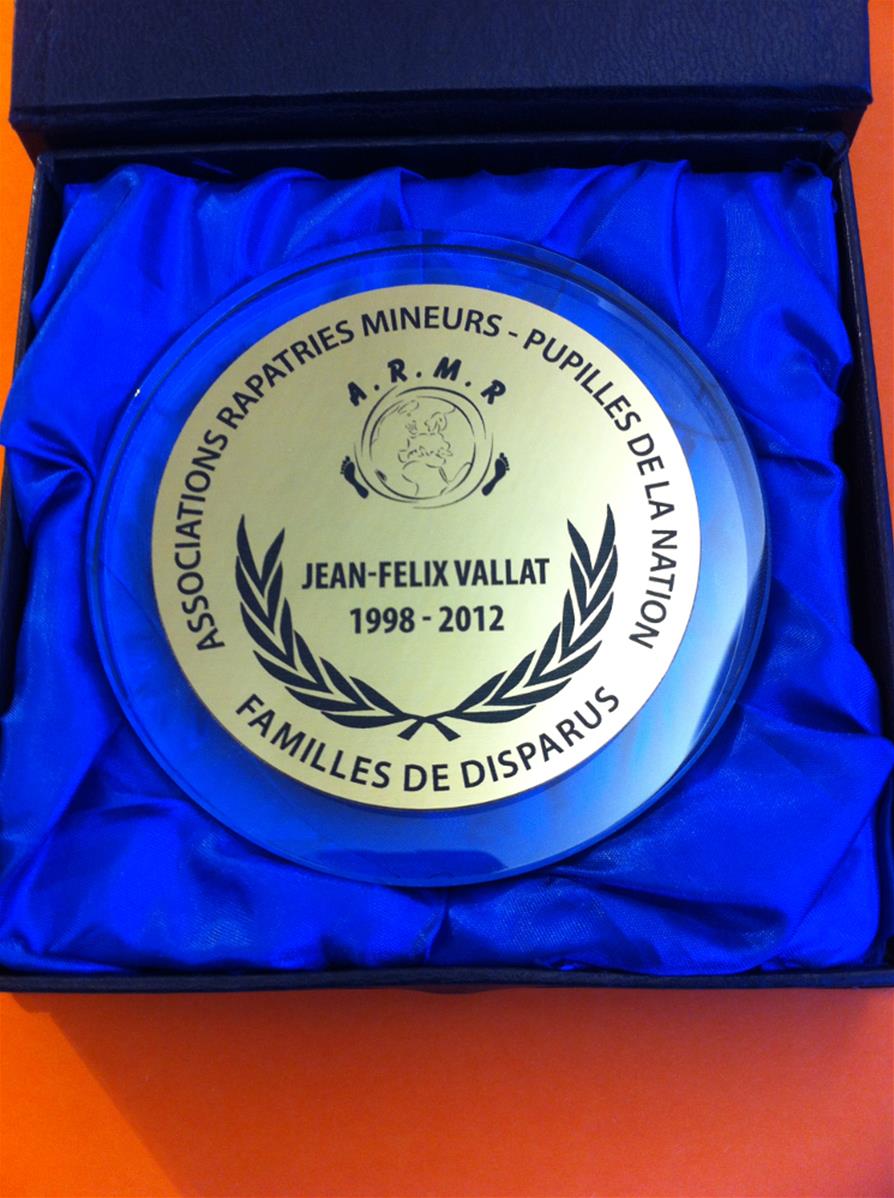 ASSOCIATIONS RAPATRIES MINEURS - PUPILLES DE LA NATION
A.R.M.R
JEAN-FELIX VALLAT
1998 - 2012
FAMILLES DE DISPARUS